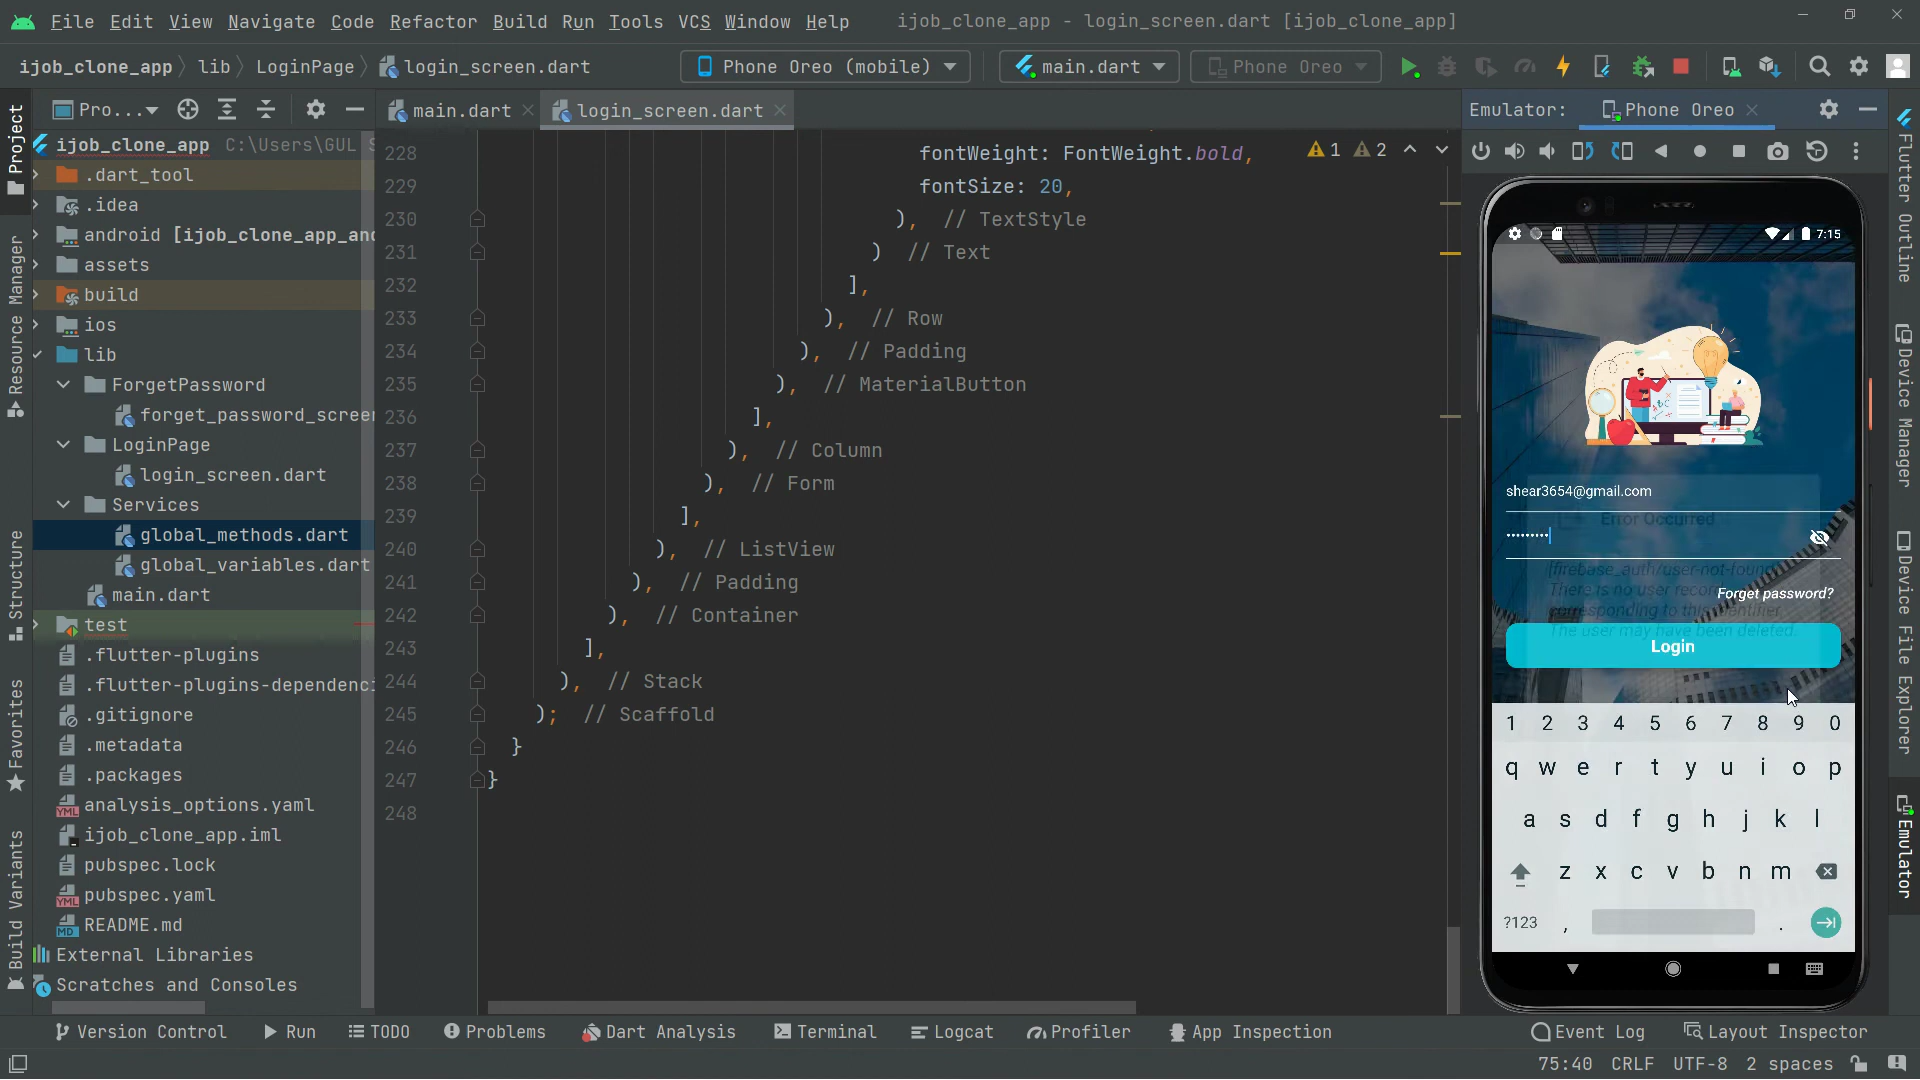 File Edit View Navigate Code Refactor Build Run Tools VCS Window Help ijob_clone_app - login_screen.dart [ijob_clone_app]
ijob_clone_app lib LoginPage login_screen.dart Phone Oreo (mobile) main.dart Phone Oreo
Pro... main.dart login_screen.dart Emulator: Phone Oreo
Project
Resource Manager
Structure
Favorites
Build Variants
ijob_clone_app C:\Users\GUL
.dart_tool
.idea
android [ijob_clone_app_and
assets
build
ios
lib
ForgetPassword
forget_password_screen
LoginPage
login_screen.dart
Services
global_methods.dart
global_variables.dart
main.dart
test
.flutter-plugins
.flutter-plugins-dependenci
.gitignore
.metadata
.packages
analysis_options.yaml
ijob_clone_app.iml
pubspec.lock
pubspec.yaml
README.md
External Libraries
Scratches and Consoles
228 fontWeight: FontWeight.bold, 1 2
229 fontSize: 20,
230 ), // TextStyle
231 ) // Text
232 ],
233 ), // Row
234 ), // Padding
235 ), // MaterialButton
236 ],
237 ), // Column
238 ), // Form
239 ],
240 ), // ListView
241 ), // Padding
242 ), // Container
243 ],
244 ), // Stack
245 ); // Scaffold
246 }
247 }
248
7:15
shear3654@gmail.com
Error Occurred
•••••••••
[firebase_auth/user-not-found]
There is no user record
Forget password?
corresponding to this identifier.
The user may have been deleted.
Login
1 2 3 4 5 6 7 8 9 0
q w e r t y u i o p
a s d f g h j k l
z x c v b n m
?123 , .
Flutter Outline
Device Manager
Device File Explorer
Emulator
Version Control Run TODO Problems Dart Analysis Terminal Logcat Profiler App Inspection Event Log Layout Inspector
75:40 CRLF UTF-8 2 spaces